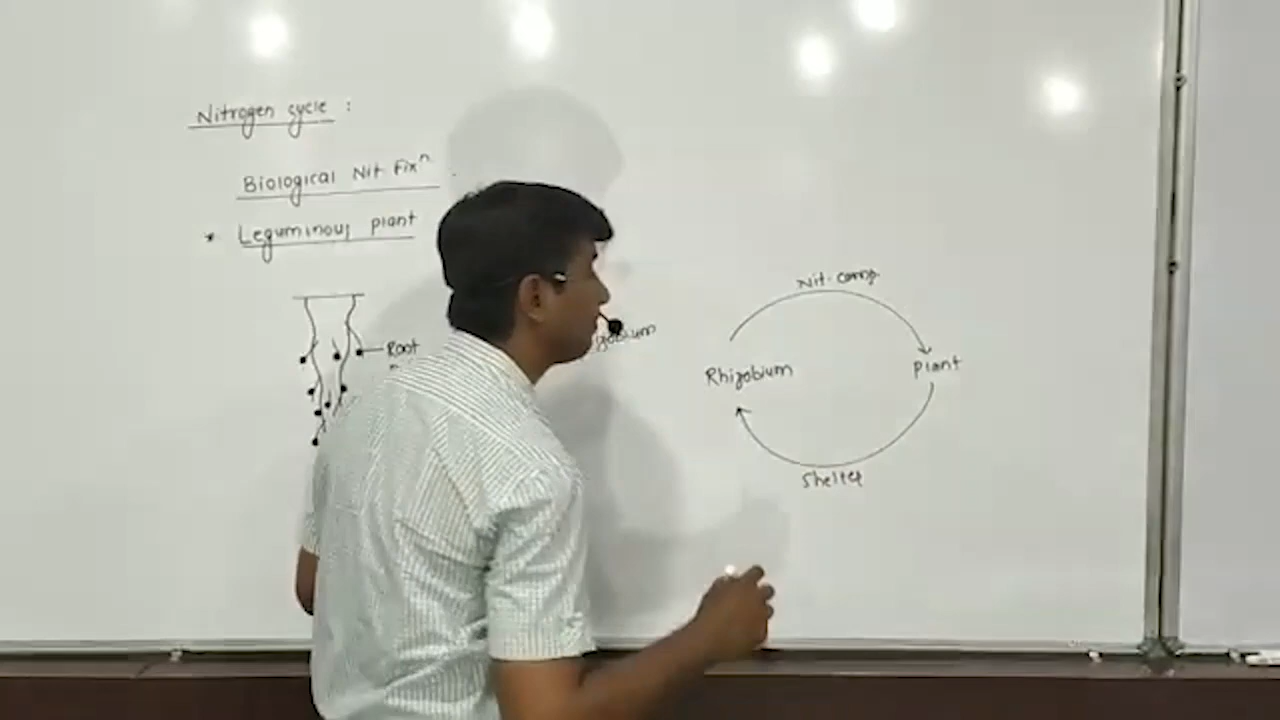 Nitrogen cycle :
Biological Nit Fixⁿ
* Leguminous plant
Root
Nit. comp.
Rhizobium
plant
Shelter